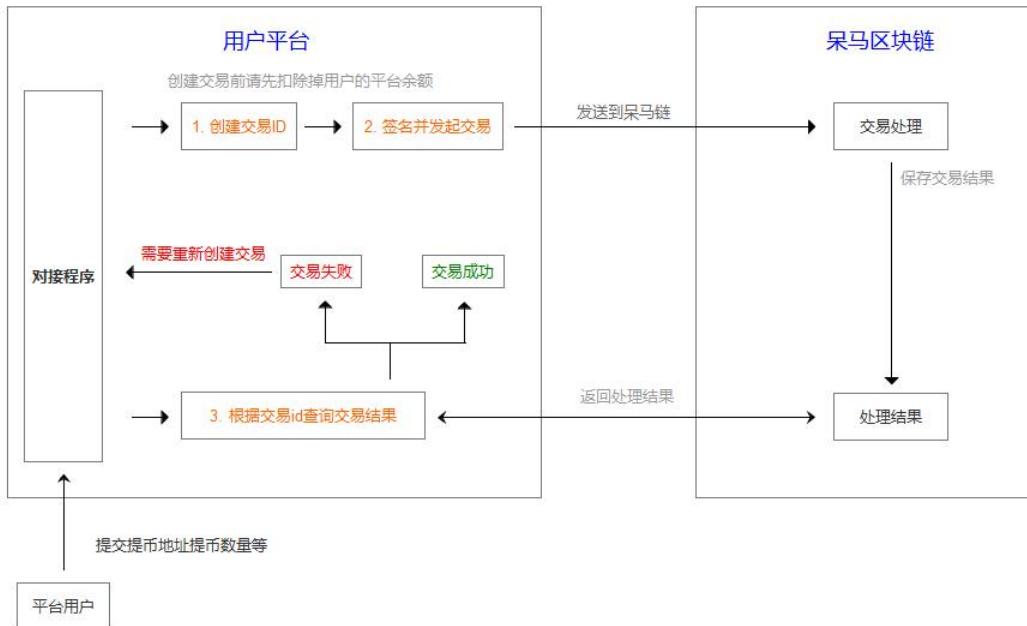 用户平台
呆马区块链
创建交易前请先扣除掉用户的平台余额
1. 创建交易ID
2. 签名并发起交易
发送到呆马链
交易处理
保存交易结果
需要重新创建交易
交易失败
交易成功
对接程序
返回处理结果
3. 根据交易id查询交易结果
处理结果
提交提币地址提币数量等
平台用户